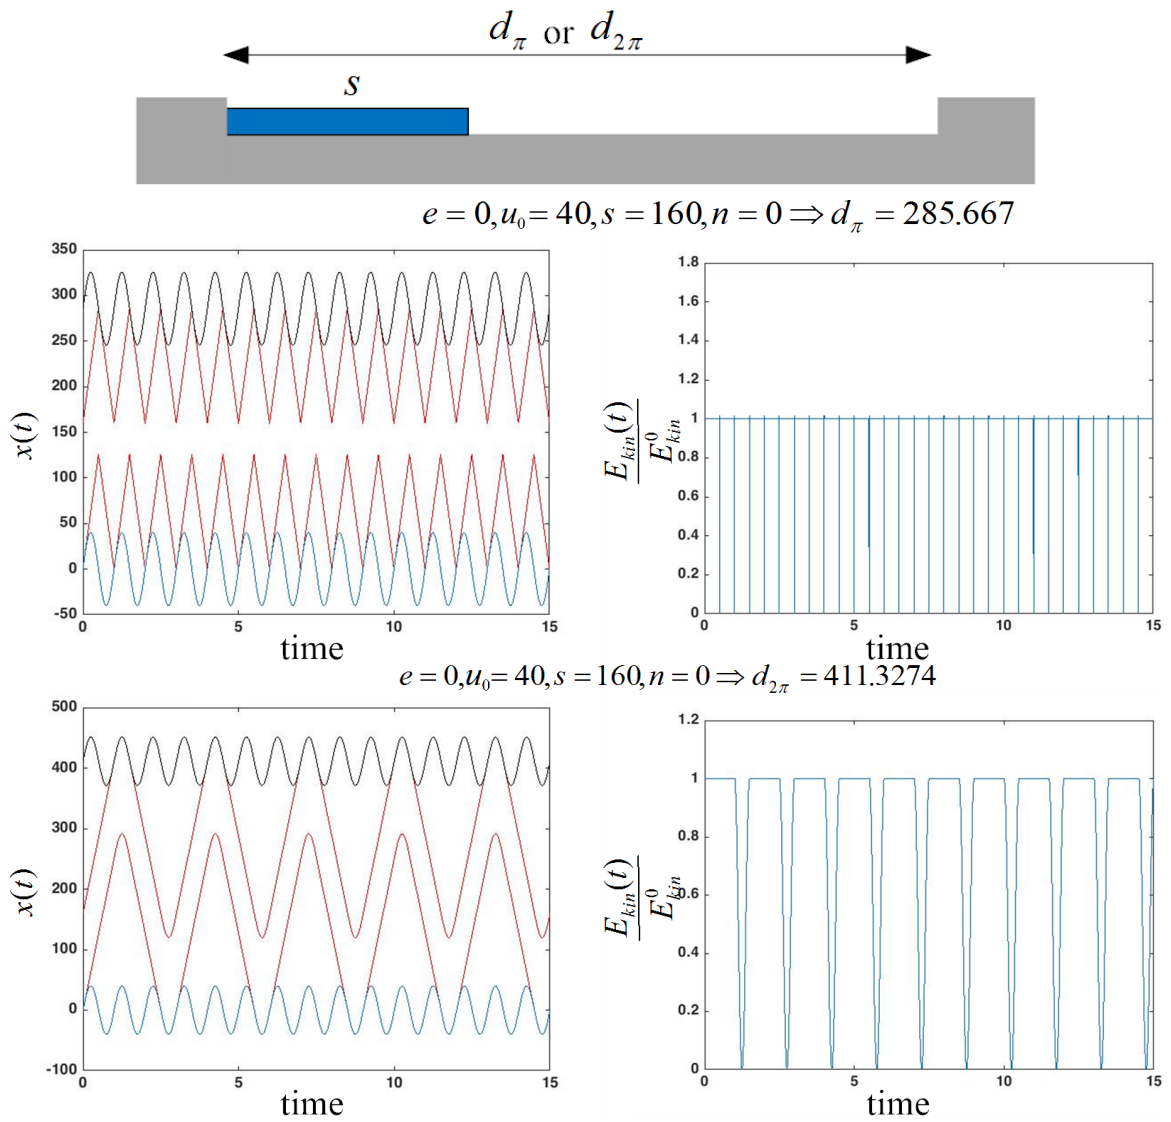 d_π or d_2π
s
e = 0, u_0 = 40, s = 160, n = 0 ⇒ d_π = 285.667
350
300
250
200
150
100
50
0
-50
x(t)
0 5 10 15
time
1.8
1.6
1.4
1.2
1
0.8
0.6
0.4
0.2
0
E_kin(t)
E^0_kin
0 5 10 15
time
e = 0, u_0 = 40, s = 160, n = 0 ⇒ d_2π = 411.3274
500
400
300
200
100
0
-100
x(t)
0 5 10 15
time
1.2
1
0.8
0.6
0.4
0.2
0
E_kin(t)
E^0_kin
0 5 10 15
time